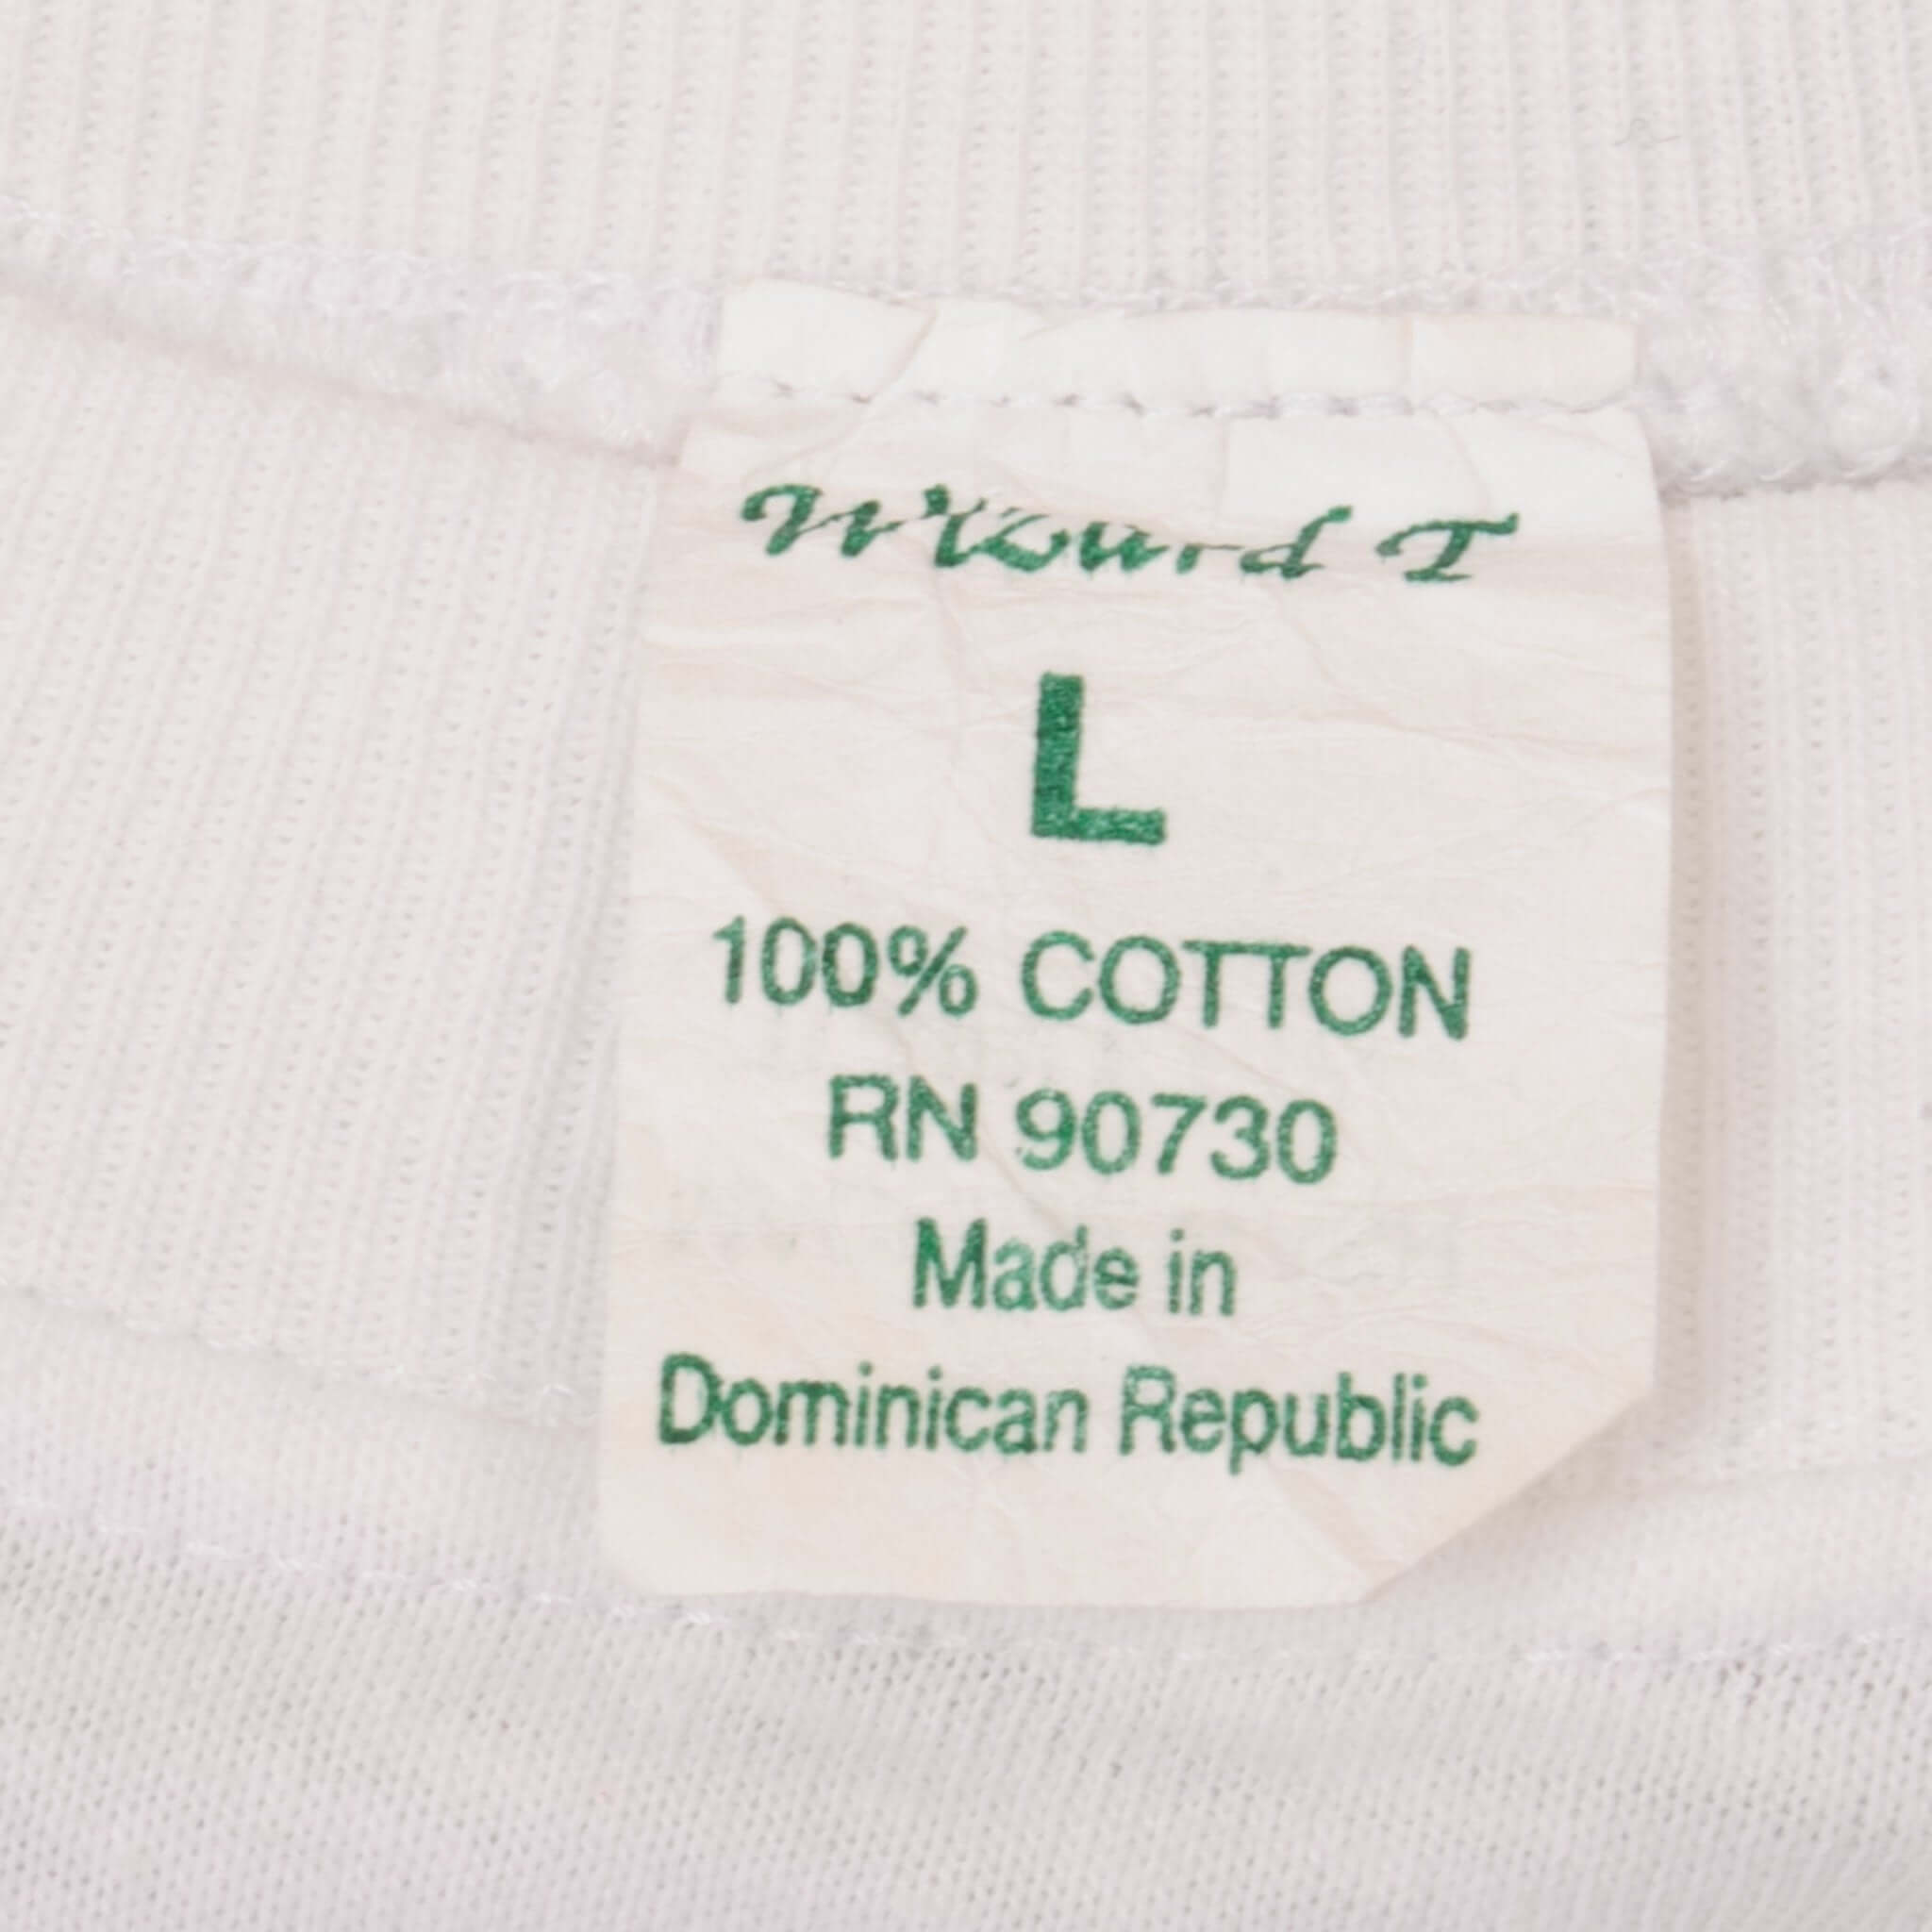 Wizard T
L
100% COTTON
RN 90730
Made in
Dominican Republic